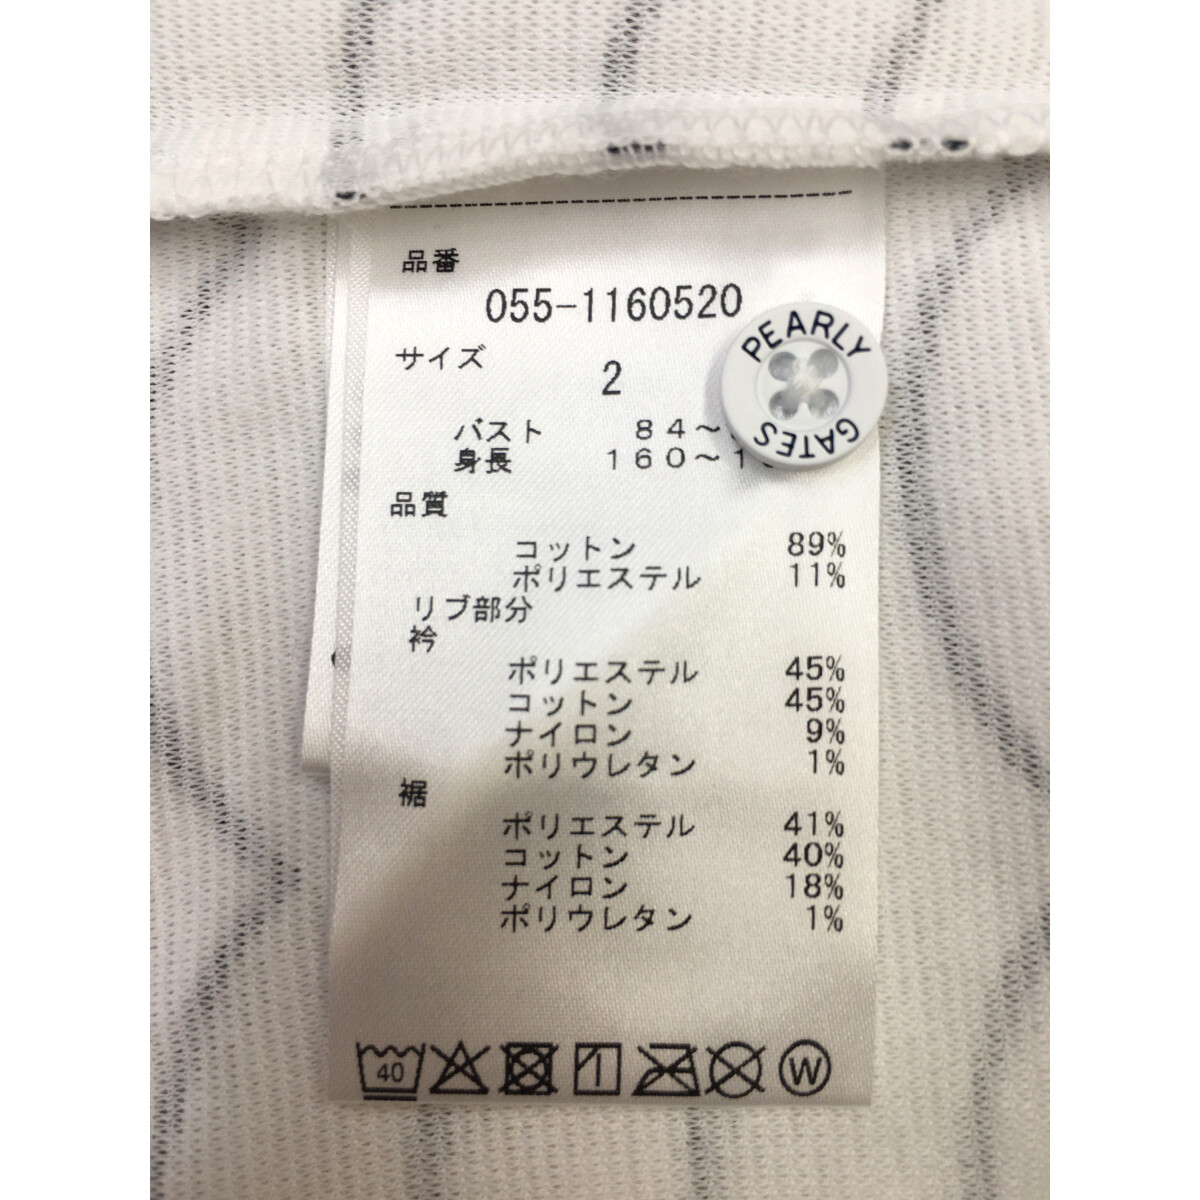 品番
055-1160520
サイズ
2
PEARLY
GATES
バスト 84~
身長 160~1
品質
コットン 89%
ポリエステル 11%
リブ部分
衿
ポリエステル 45%
コットン 45%
ナイロン 9%
ポリウレタン 1%
裾
ポリエステル 41%
コットン 40%
ナイロン 18%
ポリウレタン 1%
40
W